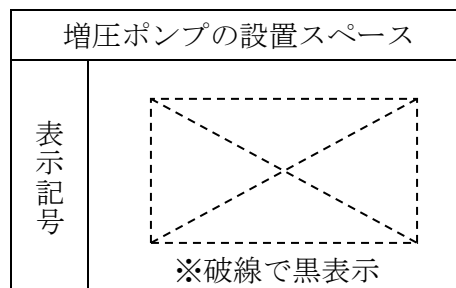 増圧ポンプの設置スペース
表示記号
※破線で黒表示